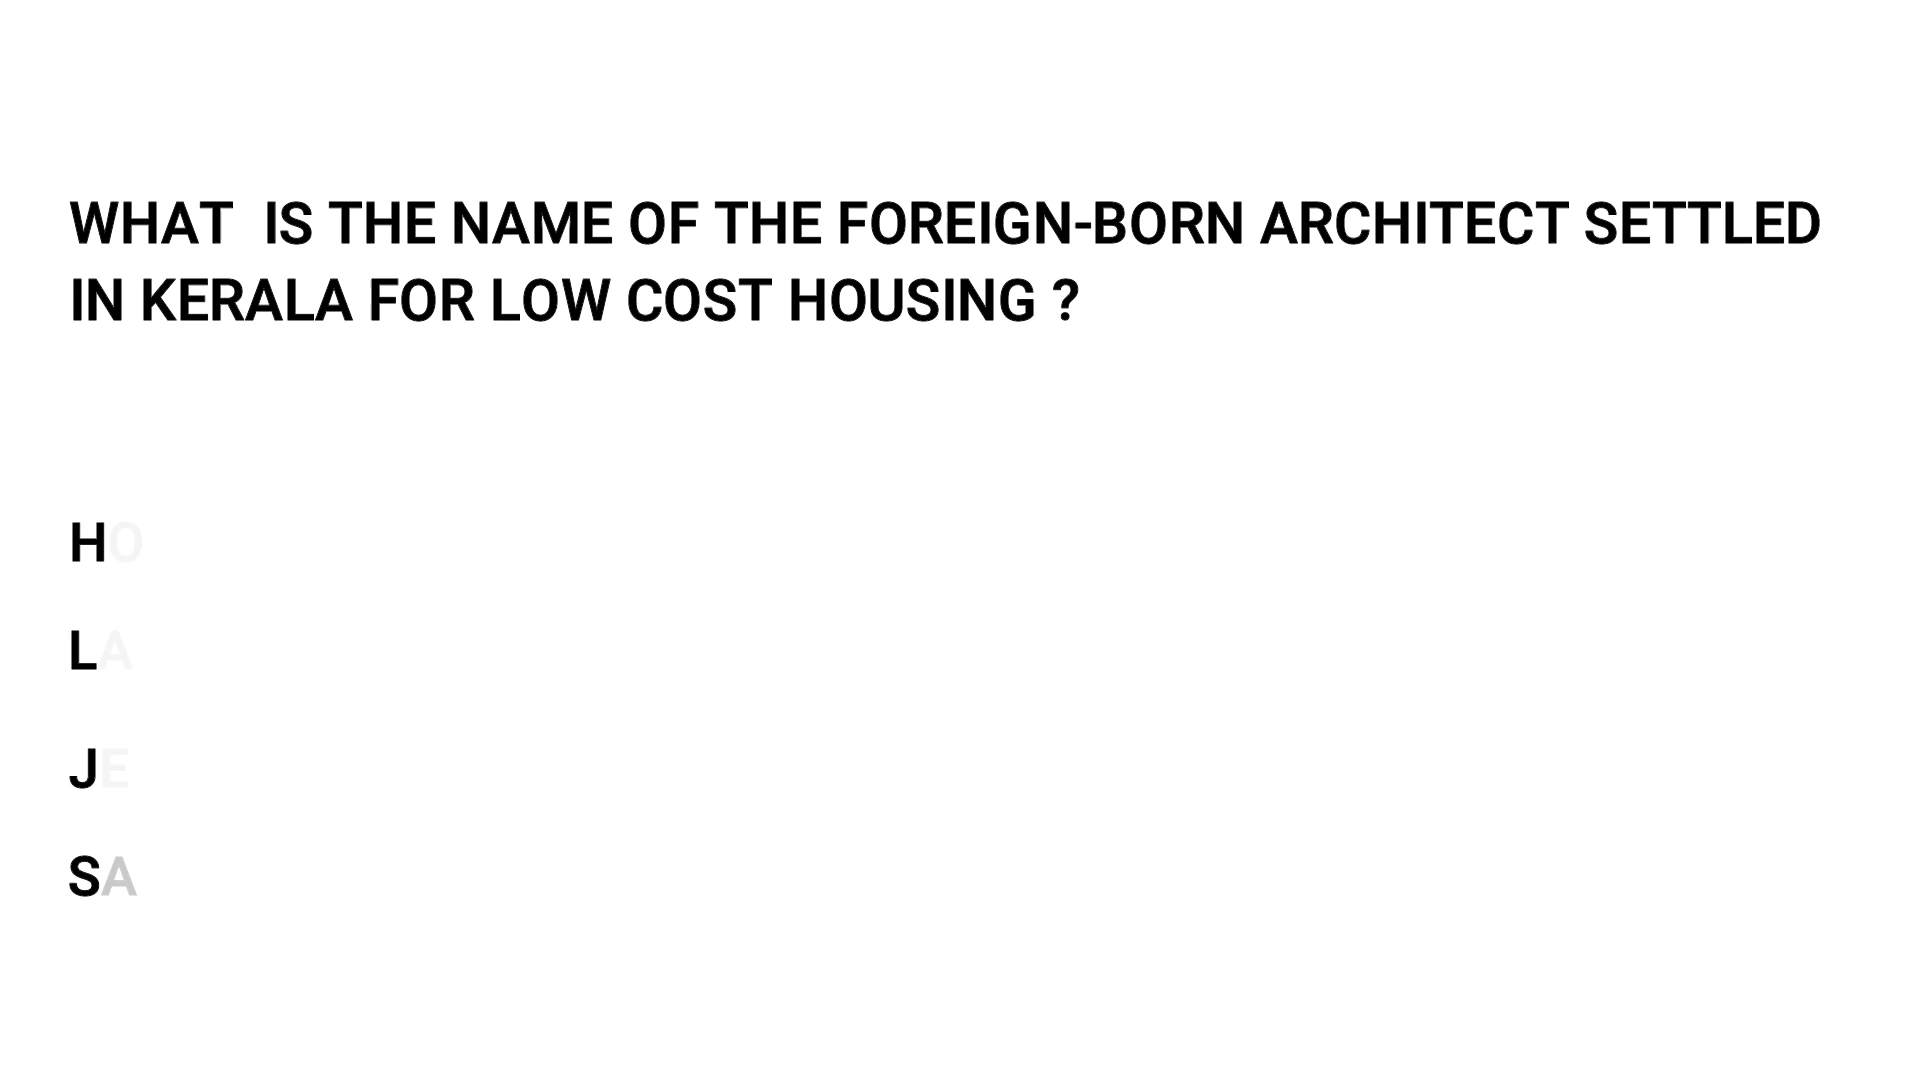 WHAT  IS THE NAME OF THE FOREIGN-BORN ARCHITECT SETTLED
IN KERALA FOR LOW COST HOUSING ?
HO
LA
JE
SA